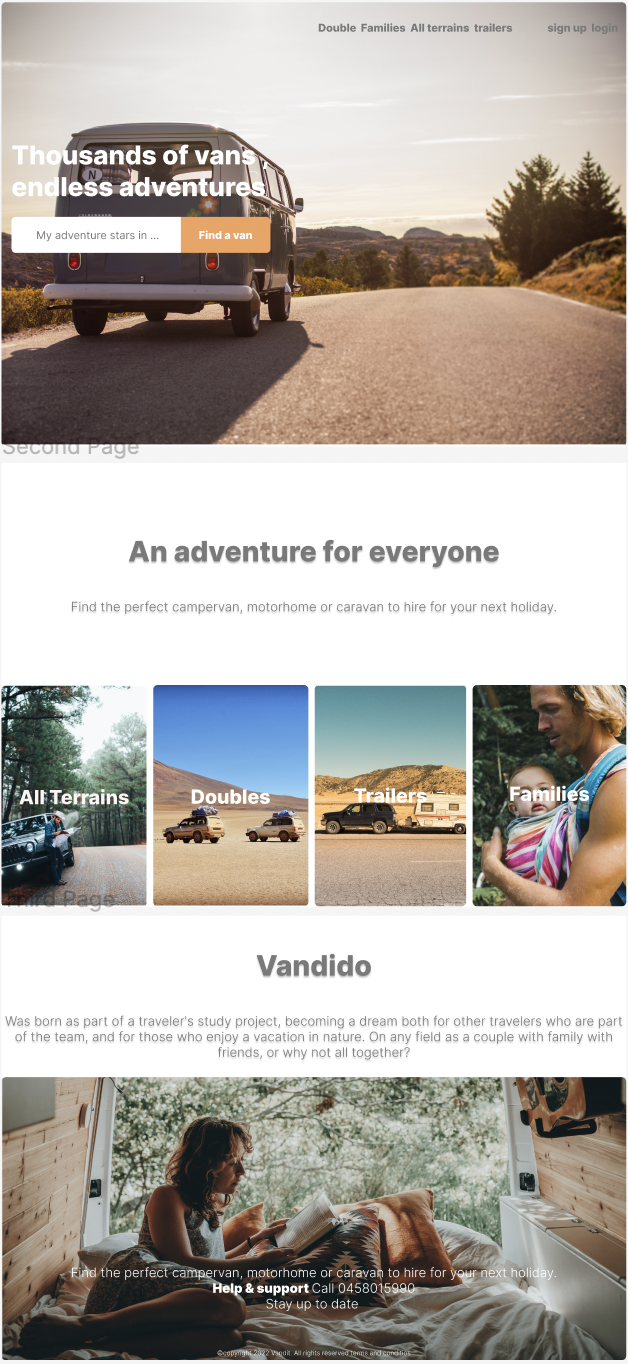 Double Families All terrains trailers sign up login
Thousands of vans
endless adventures
N
My adventure stars in ...
Find a van
Second Page
An adventure for everyone
Find the perfect campervan, motorhome or caravan to hire for your next holiday.
All Terrains
Doubles
Trailers
Families
Third Page
Vandido
Was born as part of a traveler's study project, becoming a dream both for other travelers who are part
of the team, and for those who enjoy a vacation in nature. On any field as a couple with family with
friends, or why not all together?
Find the perfect campervan, motorhome or caravan to hire for your next holiday.
Help & support Call 0458015990
Stay up to date
©copyright 2022 Vandit. All rights reserved terms and condition